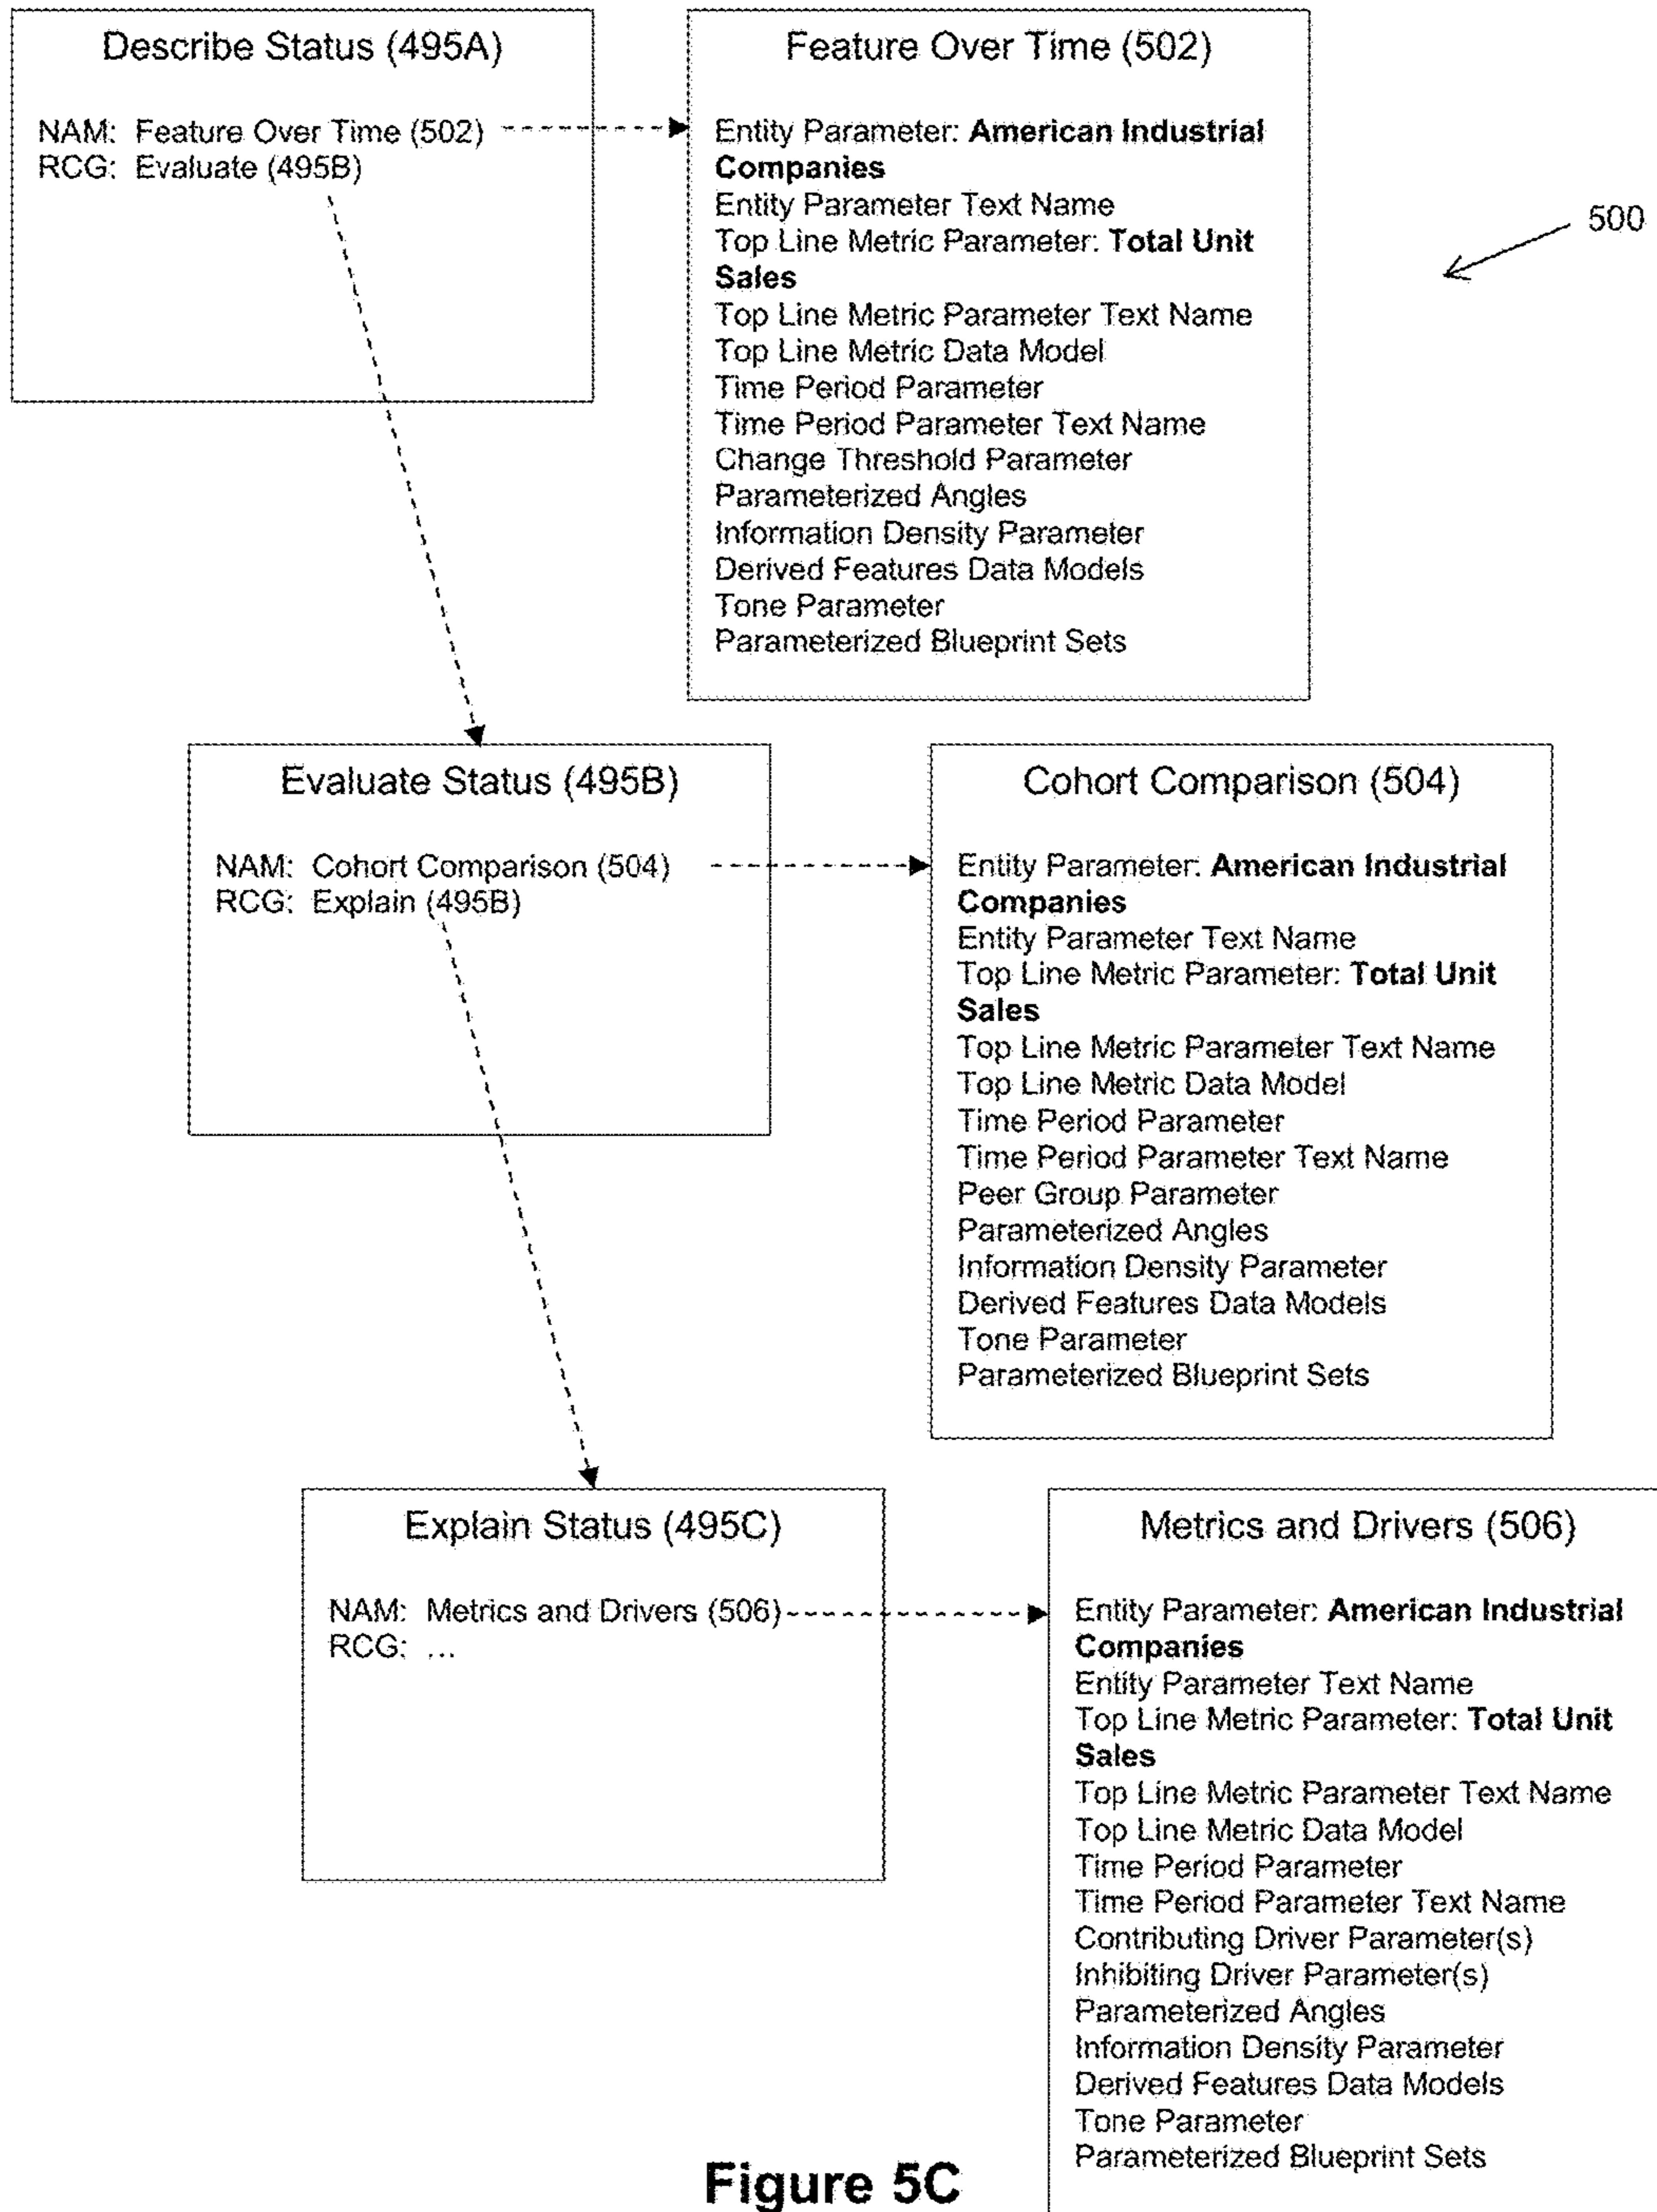 Describe Status (495A)
NAM: Feature Over Time (502)
RCG: Evaluate (495B)
Feature Over Time (502)
Entity Parameter: American Industrial
Companies
Entity Parameter Text Name
Top Line Metric Parameter: Total Unit
Sales
Top Line Metric Parameter Text Name
Top Line Metric Data Model
Time Period Parameter
Time Period Parameter Text Name
Change Threshold Parameter
Parameterized Angles
Information Density Parameter
Derived Features Data Models
Tone Parameter
Parameterized Blueprint Sets
500
Evaluate Status (495B)
NAM: Cohort Comparison (504)
RCG: Explain (495B)
Cohort Comparison (504)
Entity Parameter: American Industrial
Companies
Entity Parameter Text Name
Top Line Metric Parameter: Total Unit
Sales
Top Line Metric Parameter Text Name
Top Line Metric Data Model
Time Period Parameter
Time Period Parameter Text Name
Peer Group Parameter
Parameterized Angles
Information Density Parameter
Derived Features Data Models
Tone Parameter
Parameterized Blueprint Sets
Explain Status (495C)
NAM: Metrics and Drivers (506)
RCG: ...
Metrics and Drivers (506)
Entity Parameter: American Industrial
Companies
Entity Parameter Text Name
Top Line Metric Parameter: Total Unit
Sales
Top Line Metric Parameter Text Name
Top Line Metric Data Model
Time Period Parameter
Time Period Parameter Text Name
Contributing Driver Parameter(s)
Inhibiting Driver Parameter(s)
Parameterized Angles
Information Density Parameter
Derived Features Data Models
Tone Parameter
Parameterized Blueprint Sets
Figure 5C